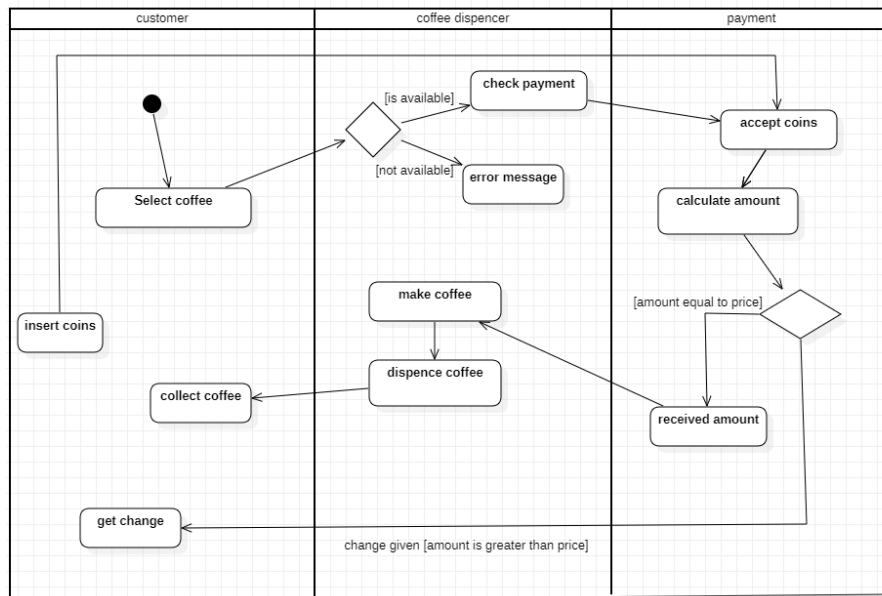 customer
coffee dispencer
payment
check payment
[is available]
accept coins
[not available]
error message
Select coffee
calculate amount
make coffee
[amount equal to price]
insert coins
dispence coffee
collect coffee
received amount
get change
change given [amount is greater than price]